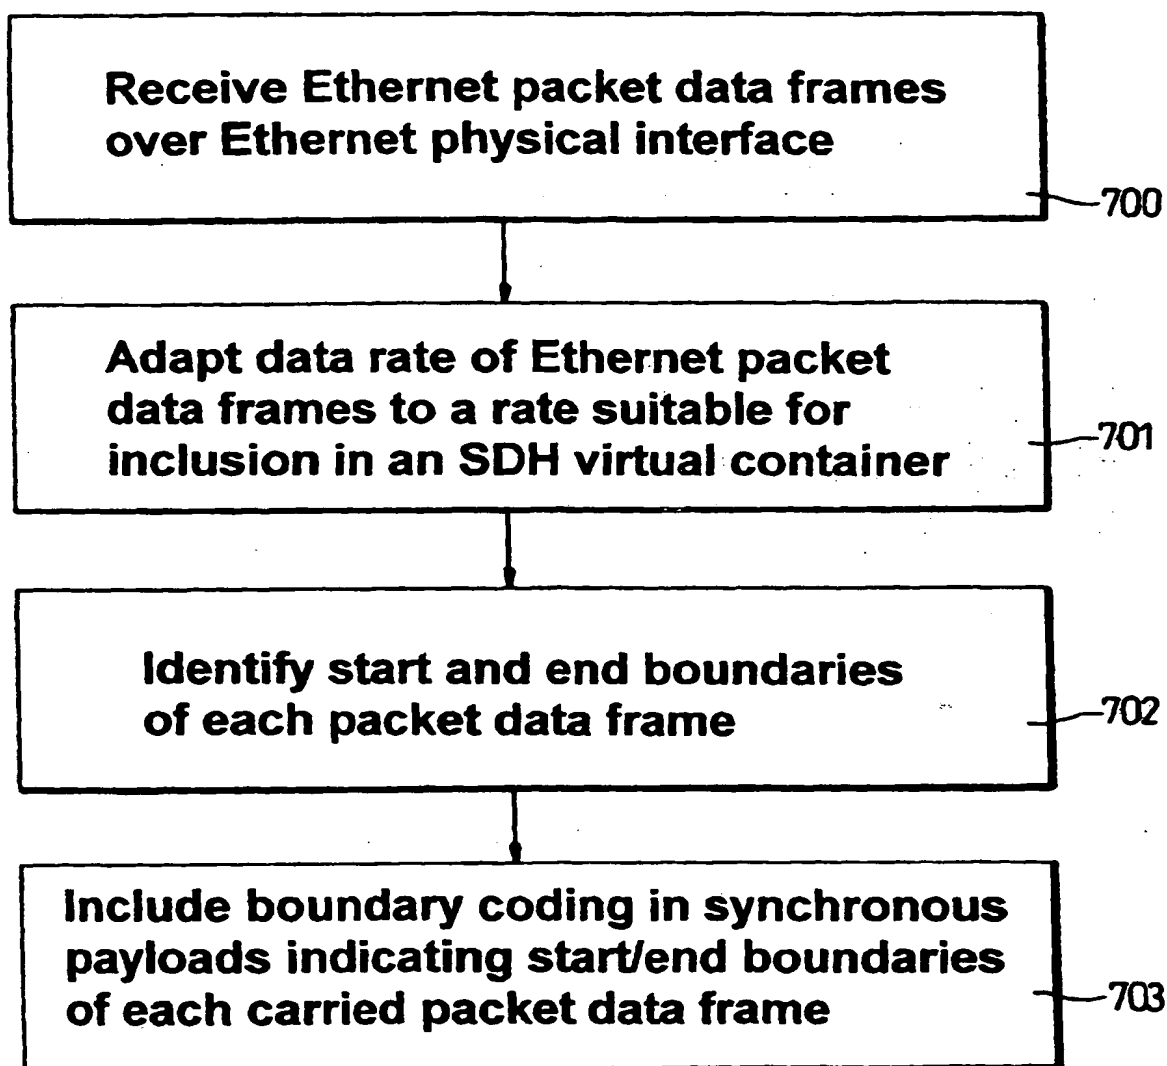 Receive Ethernet packet data frames
over Ethernet physical interface
700
Adapt data rate of Ethernet packet
data frames to a rate suitable for
inclusion in an SDH virtual container
701
Identify start and end boundaries
of each packet data frame
702
Include boundary coding in synchronous
payloads indicating start/end boundaries
of each carried packet data frame
703